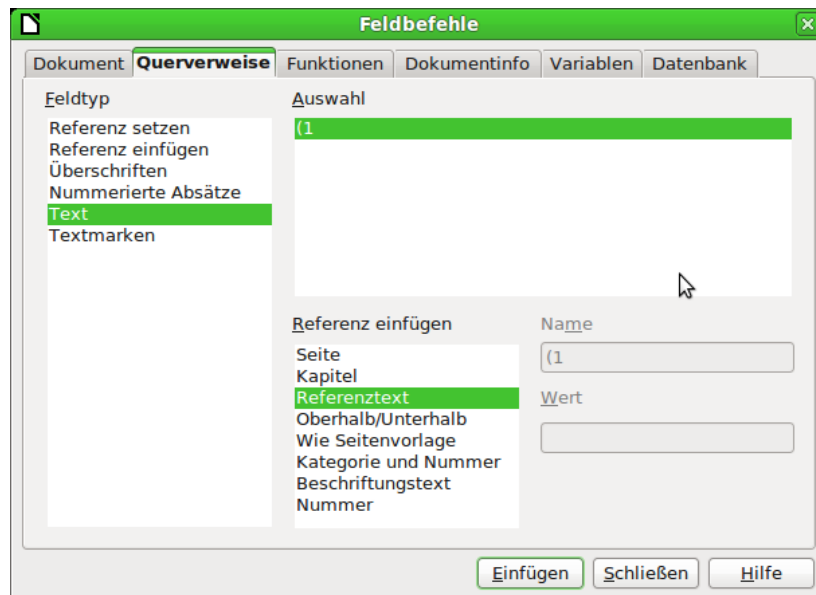 Feldbefehle
Dokument Querverweise Funktionen Dokumentinfo Variablen Datenbank
Feldtyp
Referenz setzen
Referenz einfügen
Überschriften
Nummerierte Absätze
Text
Textmarken
Auswahl
(1
Referenz einfügen
Seite
Kapitel
Referenztext
Oberhalb/Unterhalb
Wie Seitenvorlage
Kategorie und Nummer
Beschriftungstext
Nummer
Name
(1
Wert
Einfügen Schließen Hilfe